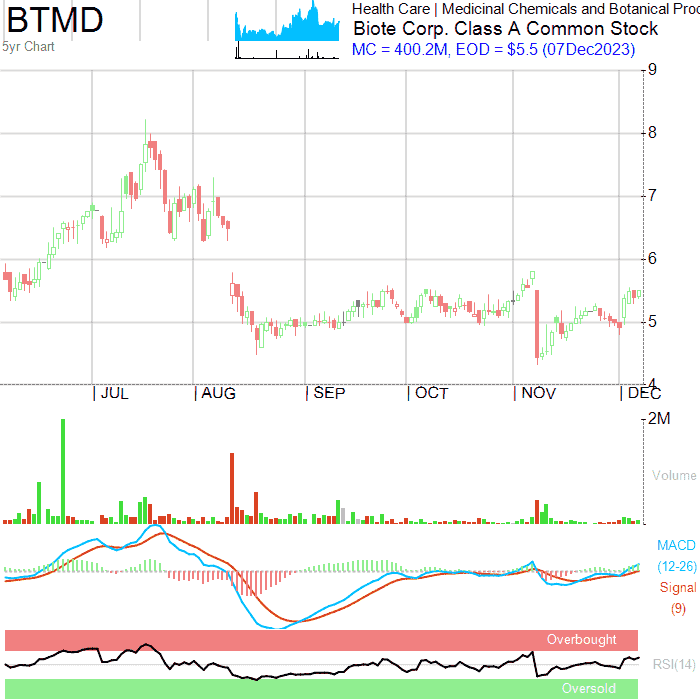 BTMD
5yr Chart
Health Care | Medicinal Chemicals and Botanical Proc
Biote Corp. Class A Common Stock
MC = 400.2M, EOD = $5.5 (07Dec2023)
9
8
7
6
5
4
JUL AUG SEP OCT NOV DEC
2M
Volume
MACD
(12-26)
Signal
(9)
Overbought
RSI(14)
Oversold